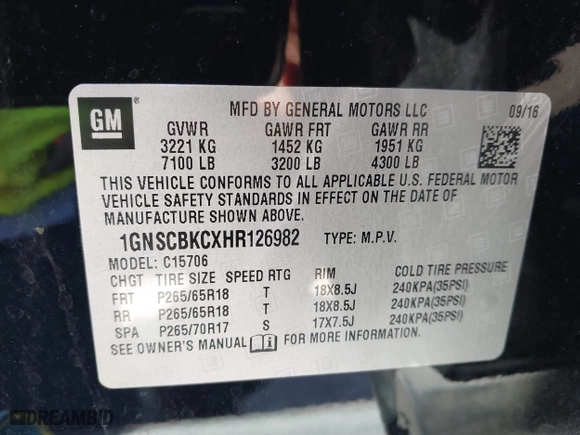 GM
MFD BY GENERAL MOTORS LLC 09/16
GVWR GAWR FRT GAWR RR
3221 KG 1452 KG 1951 KG
7100 LB 3200 LB 4300 LB
THIS VEHICLE CONFORMS TO ALL APPLICABLE U.S. FEDERAL MOTOR
VEHICLE SAFETY STANDARDS IN EFFECT ON THE DATE OF
MANUFACTURE SHOWN ABOVE.
1GNSCBKCXHR126982 TYPE: M.P.V.
MODEL: C15706
CHGT TIRE SIZE SPEED RTG RIM COLD TIRE PRESSURE
FRT P265/65R18 T 18X8.5J 240KPA(35PSI)
RR P265/65R18 T 18X8.5J 240KPA(35PSI)
SPA P265/70R17 S 17X7.5J 240KPA(35PSI)
SEE OWNER'S MANUAL FOR MORE INFORMATION.
DREAMBID